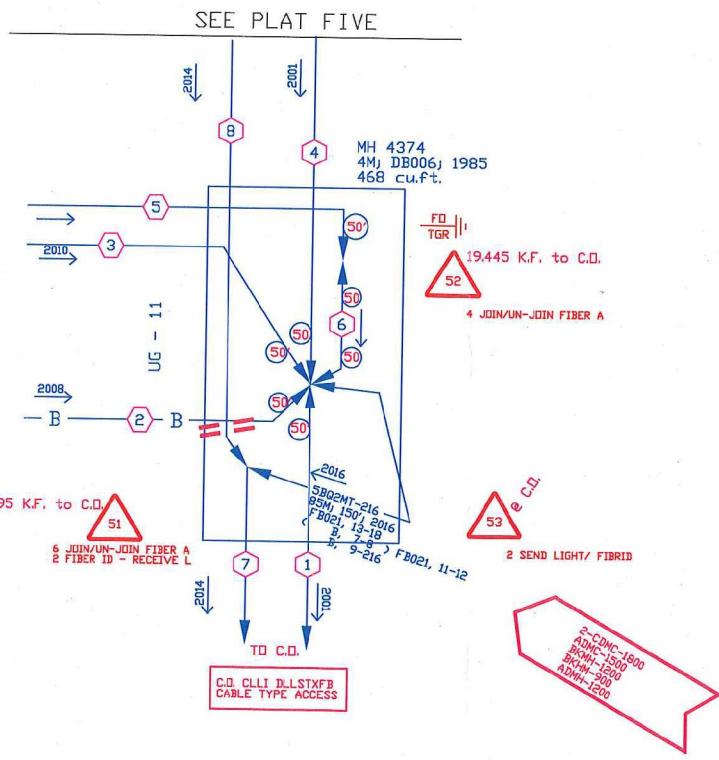 SEE PLAT FIVE
2014
2001
8
4
MH 4374
4M; DB006; 1985
468 cu.ft.
5
50'
FO
TGR
3
2010
19.445 K.F. to C.O.
52
4 JOIN/UN-JOIN FIBER A
50
6
UG - 11
50
50'
50
2008
B
2
B
50
50
2016
5BQ2MT-216
85M; 150'; 2016
FB021, 13-18
( B, 7-8 ) FB021, 11-12
B, 9-216
95 K.F. to C.O.
51
6 JOIN/UN-JOIN FIBER A
2 FIBER ID - RECEIVE L
@ C.O.
53
2 SEND LIGHT/ FIBRID
7
1
2014
2001
TO C.O.
C.O. CLLI DLLSTXFB
CABLE TYPE ACCESS
2-CDMC-1800
ADMC-1500
BKMH-1200
BKHM-900
ADMH-1200